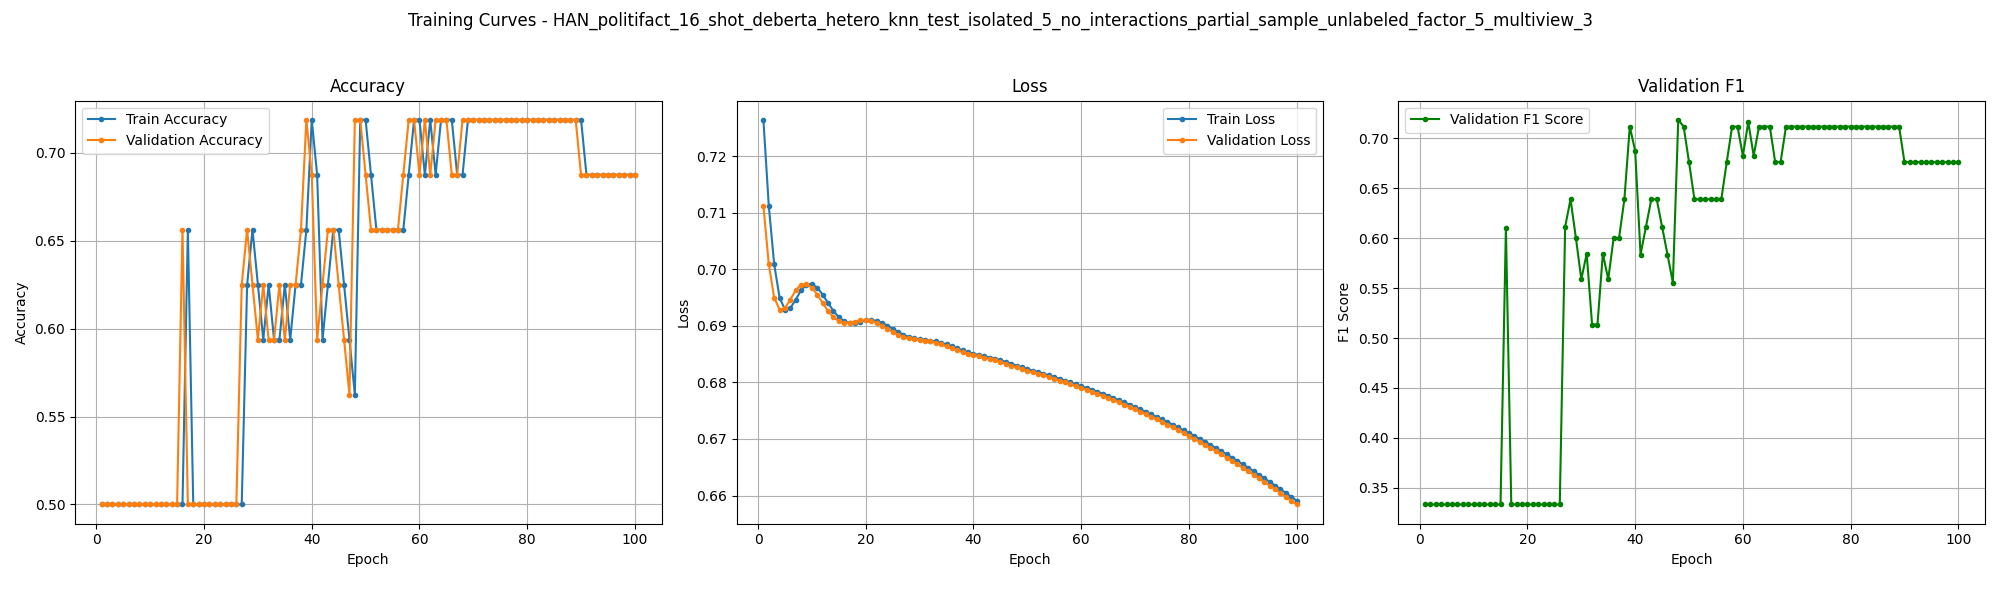 Training Curves - HAN_politifact_16_shot_deberta_hetero_knn_test_isolated_5_no_interactions_partial_sample_unlabeled_factor_5_multiview_3
Accuracy
Train Accuracy
Validation Accuracy
Accuracy
0.70
0.65
0.60
0.55
0.50
0 20 40 60 80 100
Epoch
Loss
Train Loss
Validation Loss
Loss
0.72
0.71
0.70
0.69
0.68
0.67
0.66
0 20 40 60 80 100
Epoch
Validation F1
Validation F1 Score
F1 Score
0.70
0.65
0.60
0.55
0.50
0.45
0.40
0.35
0 20 40 60 80 100
Epoch